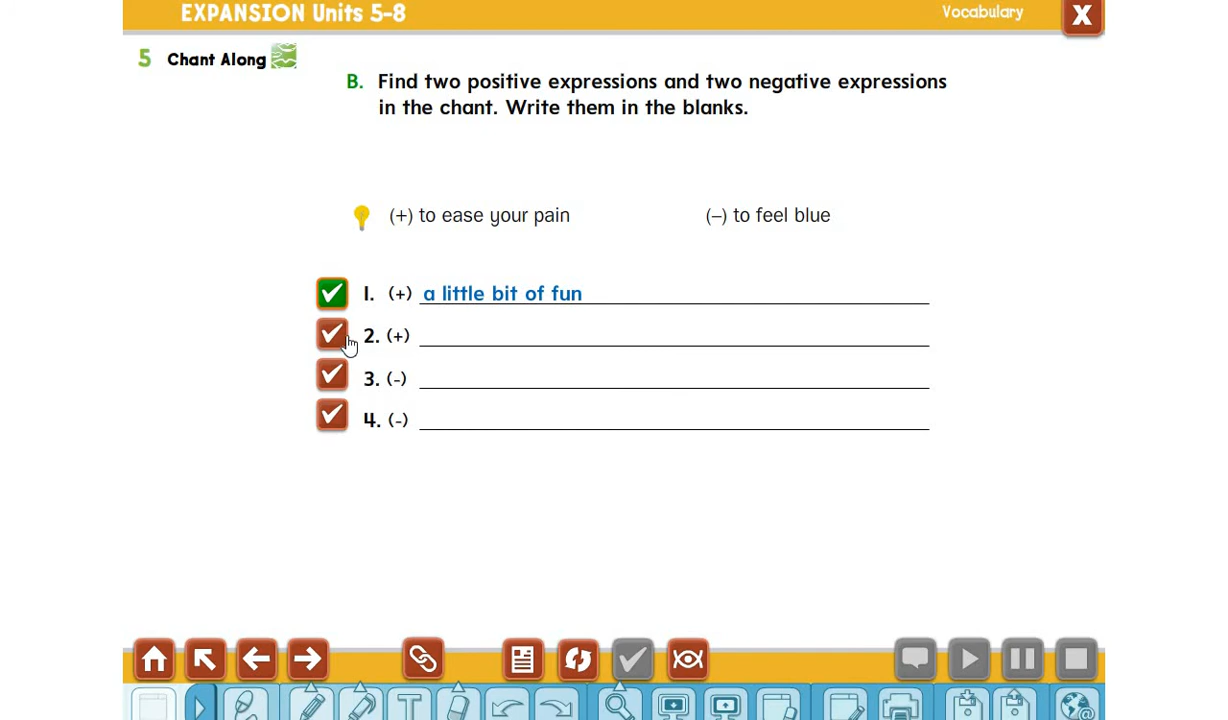 EXPANSION Units 5-8
Vocabulary
X
5 Chant Along
B. Find two positive expressions and two negative expressions
in the chant. Write them in the blanks.
(+) to ease your pain (–) to feel blue
1. (+) a little bit of fun
2. (+)
3. (-)
4. (-)
T